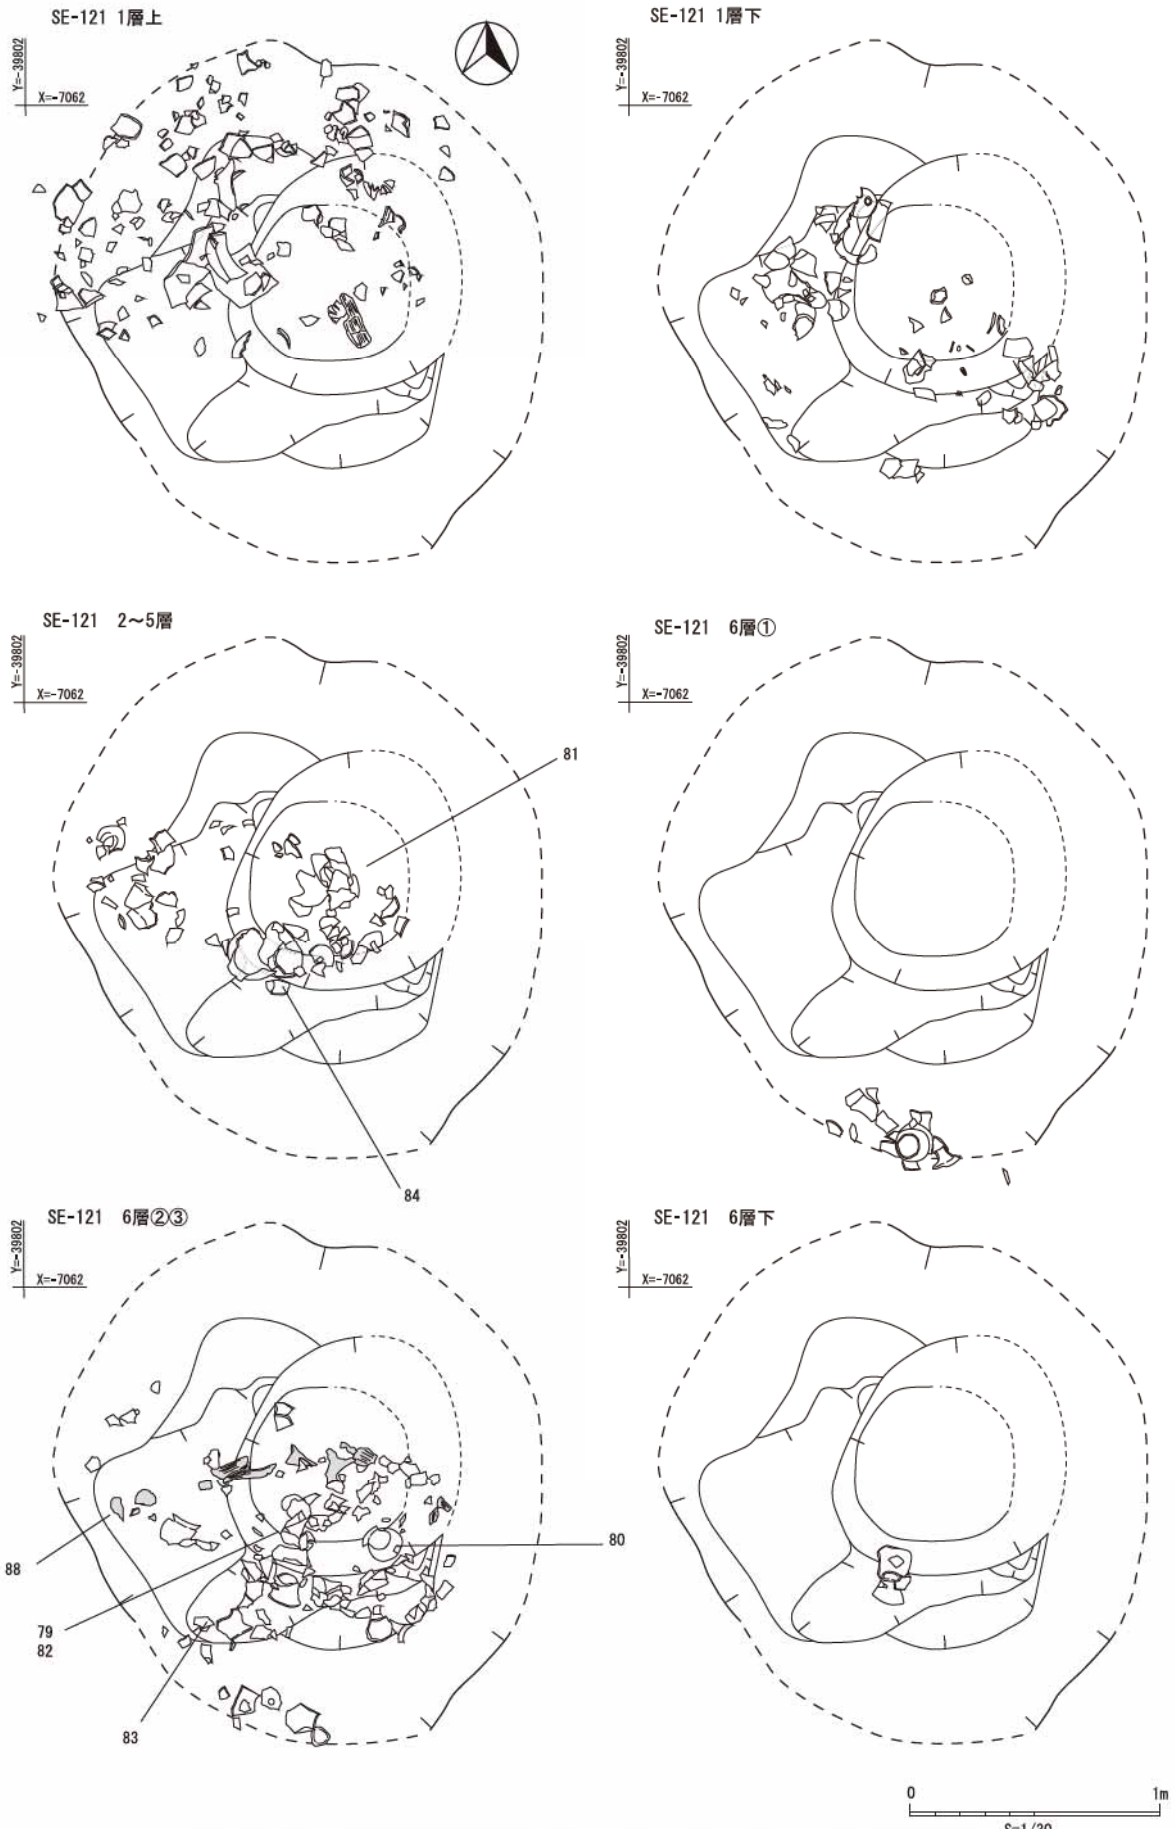 SE-121 1層上
Y=-39802
X=-7062
SE-121 1層下
Y=-39802
X=-7062
SE-121 2〜5層
Y=-39802
X=-7062
81
84
SE-121 6層①
Y=-39802
X=-7062
SE-121 6層②③
Y=-39802
X=-7062
88
79
82
83
80
SE-121 6層下
Y=-39802
X=-7062
0 1m
S=1/30